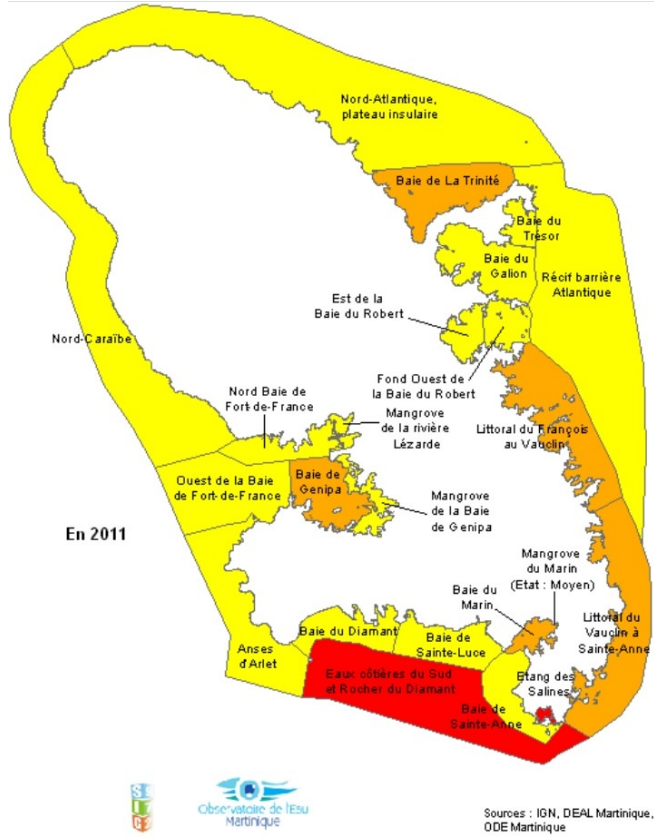 Nord-Atlantique,
plateau insulaire
Baie de La Trinité
Baie du
Trésor
Baie du
Galion
Récif barrière
Atlantique
Est de la
Baie du Robert
Nord-Caraïbe
Fond Ouest de
la Baie du Robert
Nord Baie de
Fort-de-France
Mangrove
de la rivière
Lézarde
Littoral du François
au Vauclin
Ouest de la Baie
de Fort-de-France
Baie de
Genipa
Mangrove
de la Baie
de Genipa
En 2011
Mangrove
du Marin
(Etat : Moyen)
Baie du
Marin
Littoral du
Vauclin à
Sainte-Anne
Anses
d'Arlet
Baie du Diamant
Baie de
Sainte-Luce
Etang des
Salines
Eaux côtières du Sud
et Rocher du Diamant
Baie de
Sainte-Anne
Observatoire de l'Eau
Martinique
Sources : IGN, DEAL Martinique,
ODE Martinique